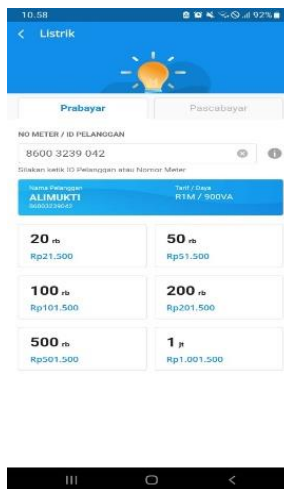 10.58
92%
Listrik
Prabayar
Pascabayar
NO METER / ID PELANGGAN
8600 3239 042
Silakan ketik ID Pelanggan atau Nomor Meter
Nama Pelanggan
Tarif / Daya
ALIMUKTI
R1M / 900VA
86003239042
20 rb
50 rb
Rp21.500
Rp51.500
100 rb
200 rb
Rp101.500
Rp201.500
500 rb
1 jt
Rp501.500
Rp1.001.500